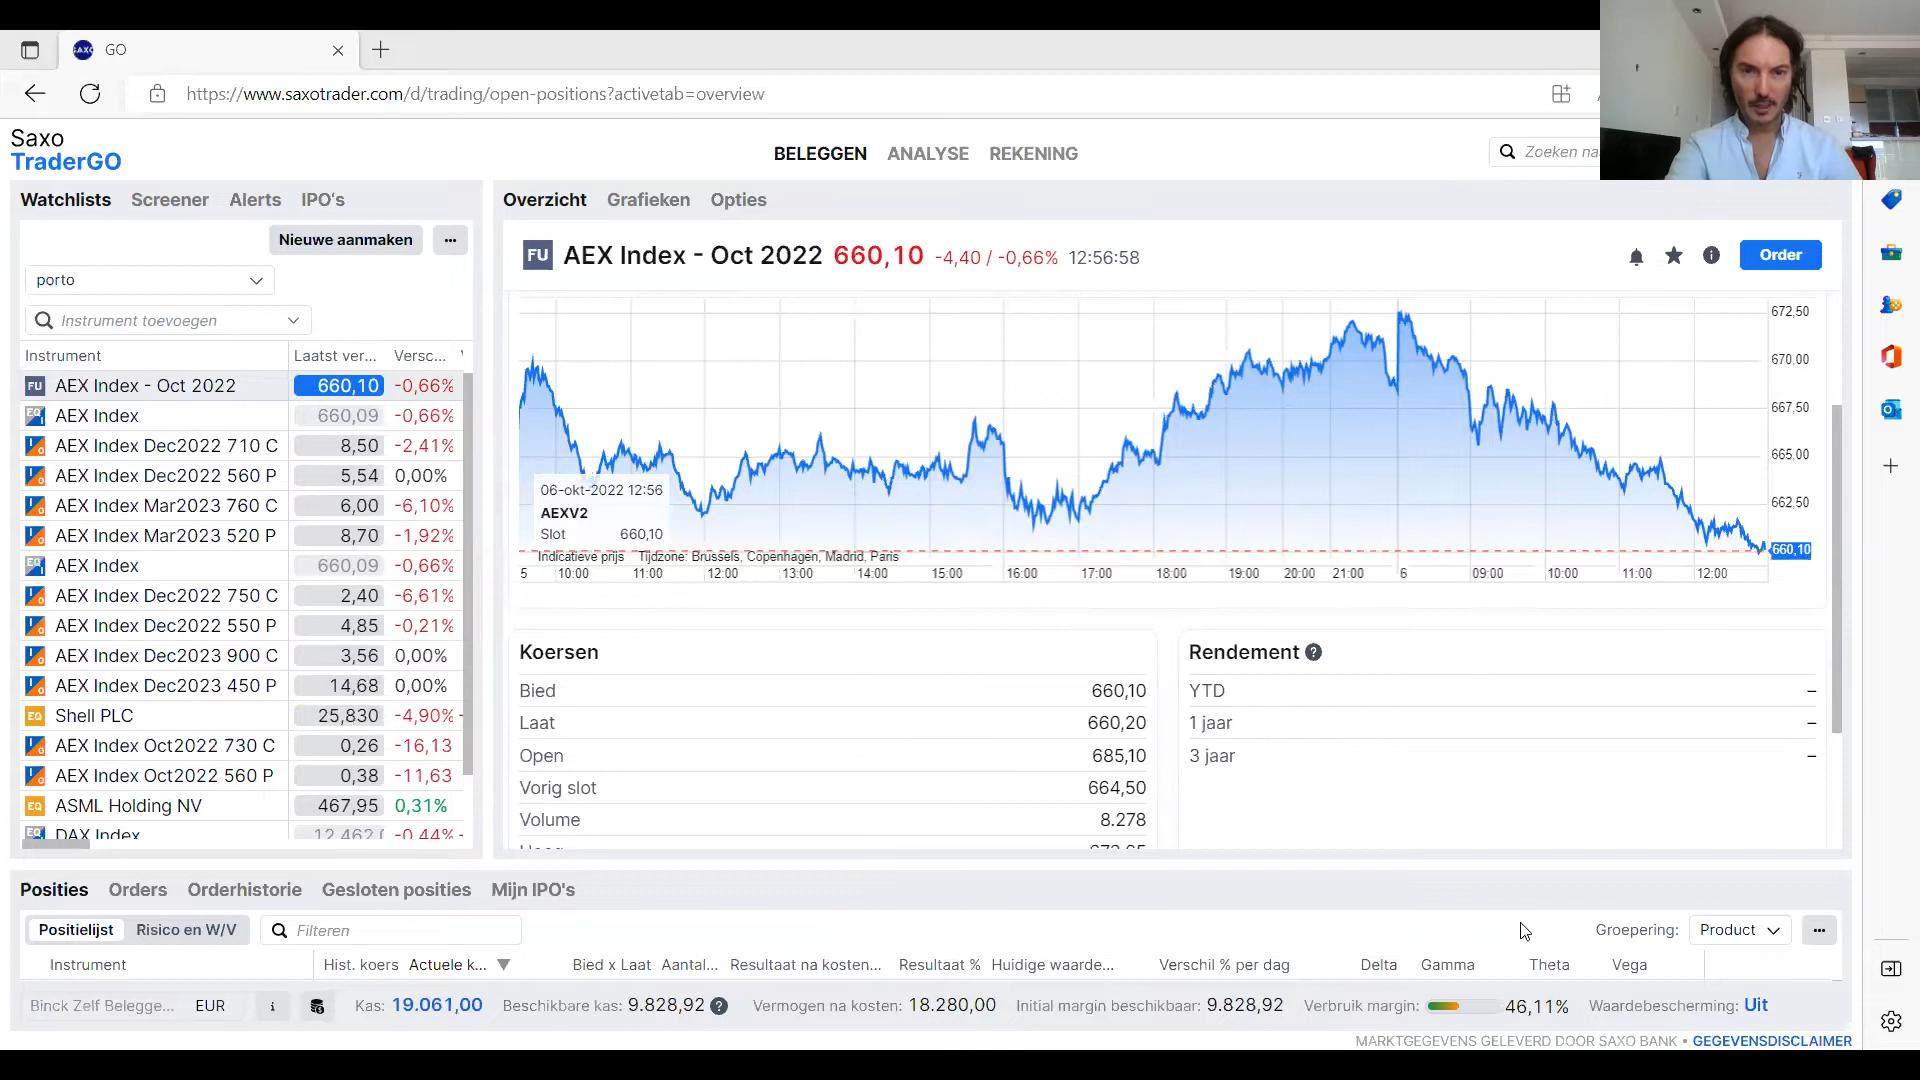 GO
https://www.saxotrader.com/d/trading/open-positions?activetab=overview
Saxo
TraderGO
BELEGGEN ANALYSE REKENING
Zoeken na
Watchlists Screener Alerts IPO's
Nieuwe aanmaken
porto
Instrument toevoegen
Instrument Laatst ver... Versc...
FU AEX Index - Oct 2022 660,10 -0,66%
AEX Index 660,09 -0,66%
AEX Index Dec2022 710 C 8,50 -2,41%
AEX Index Dec2022 560 P 5,54 0,00%
AEX Index Mar2023 760 C 6,00 -6,10%
AEX Index Mar2023 520 P 8,70 -1,92%
AEX Index 660,09 -0,66%
AEX Index Dec2022 750 C 2,40 -6,61%
AEX Index Dec2022 550 P 4,85 -0,21%
AEX Index Dec2023 900 C 3,56 0,00%
AEX Index Dec2023 450 P 14,68 0,00%
EQ Shell PLC 25,830 -4,90%
AEX Index Oct2022 730 C 0,26 -16,13
AEX Index Oct2022 560 P 0,38 -11,63
EQ ASML Holding NV 467,95 0,31%
DAX Index 12.462,( -0,44%
Overzicht Grafieken Opties
FU AEX Index - Oct 2022 660,10 -4,40 / -0,66% 12:56:58
Order
672,50
670,00
667,50
665,00
662,50
660,10
06-okt-2022 12:56
AEXV2
Slot 660,10
Indicatieve prijs Tijdzone: Brussels, Copenhagen, Madrid, Paris
5 10:00 11:00 12:00 13:00 14:00 15:00 16:00 17:00 18:00 19:00 20:00 21:00 6 09:00 10:00 11:00 12:00
Koersen
Bied 660,10
Laat 660,20
Open 685,10
Vorig slot 664,50
Volume 8.278
Rendement ?
YTD –
1 jaar –
3 jaar –
Posities Orders Orderhistorie Gesloten posities Mijn IPO's
Positielijst Risico en W/V Filteren Groepering: Product
Instrument Hist. koers Actuele k... Bied x Laat Aantal... Resultaat na kosten... Resultaat % Huidige waarde... Verschil % per dag Delta Gamma Theta Vega
Binck Zelf Belegge... EUR Kas: 19.061,00 Beschikbare kas: 9.828,92 ? Vermogen na kosten: 18.280,00 Initial margin beschikbaar: 9.828,92 Verbruik margin: 46,11% Waardebescherming: Uit
MARKTGEGEVENS GELEVERD DOOR SAXO BANK • GEGEVENSDISCLAIMER